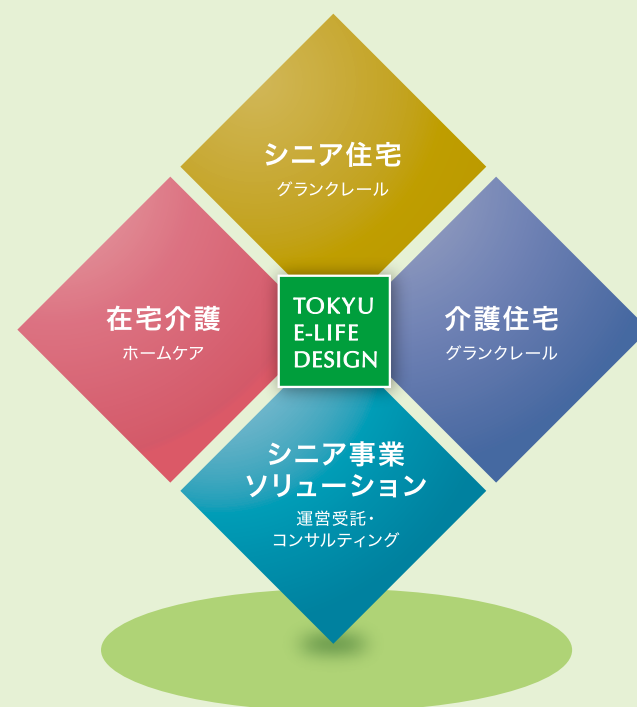 シニア住宅
グランクレール
在宅介護
ホームケア
TOKYU
E-LIFE
DESIGN
介護住宅
グランクレール
シニア事業
ソリューション
運営受託・
コンサルティング